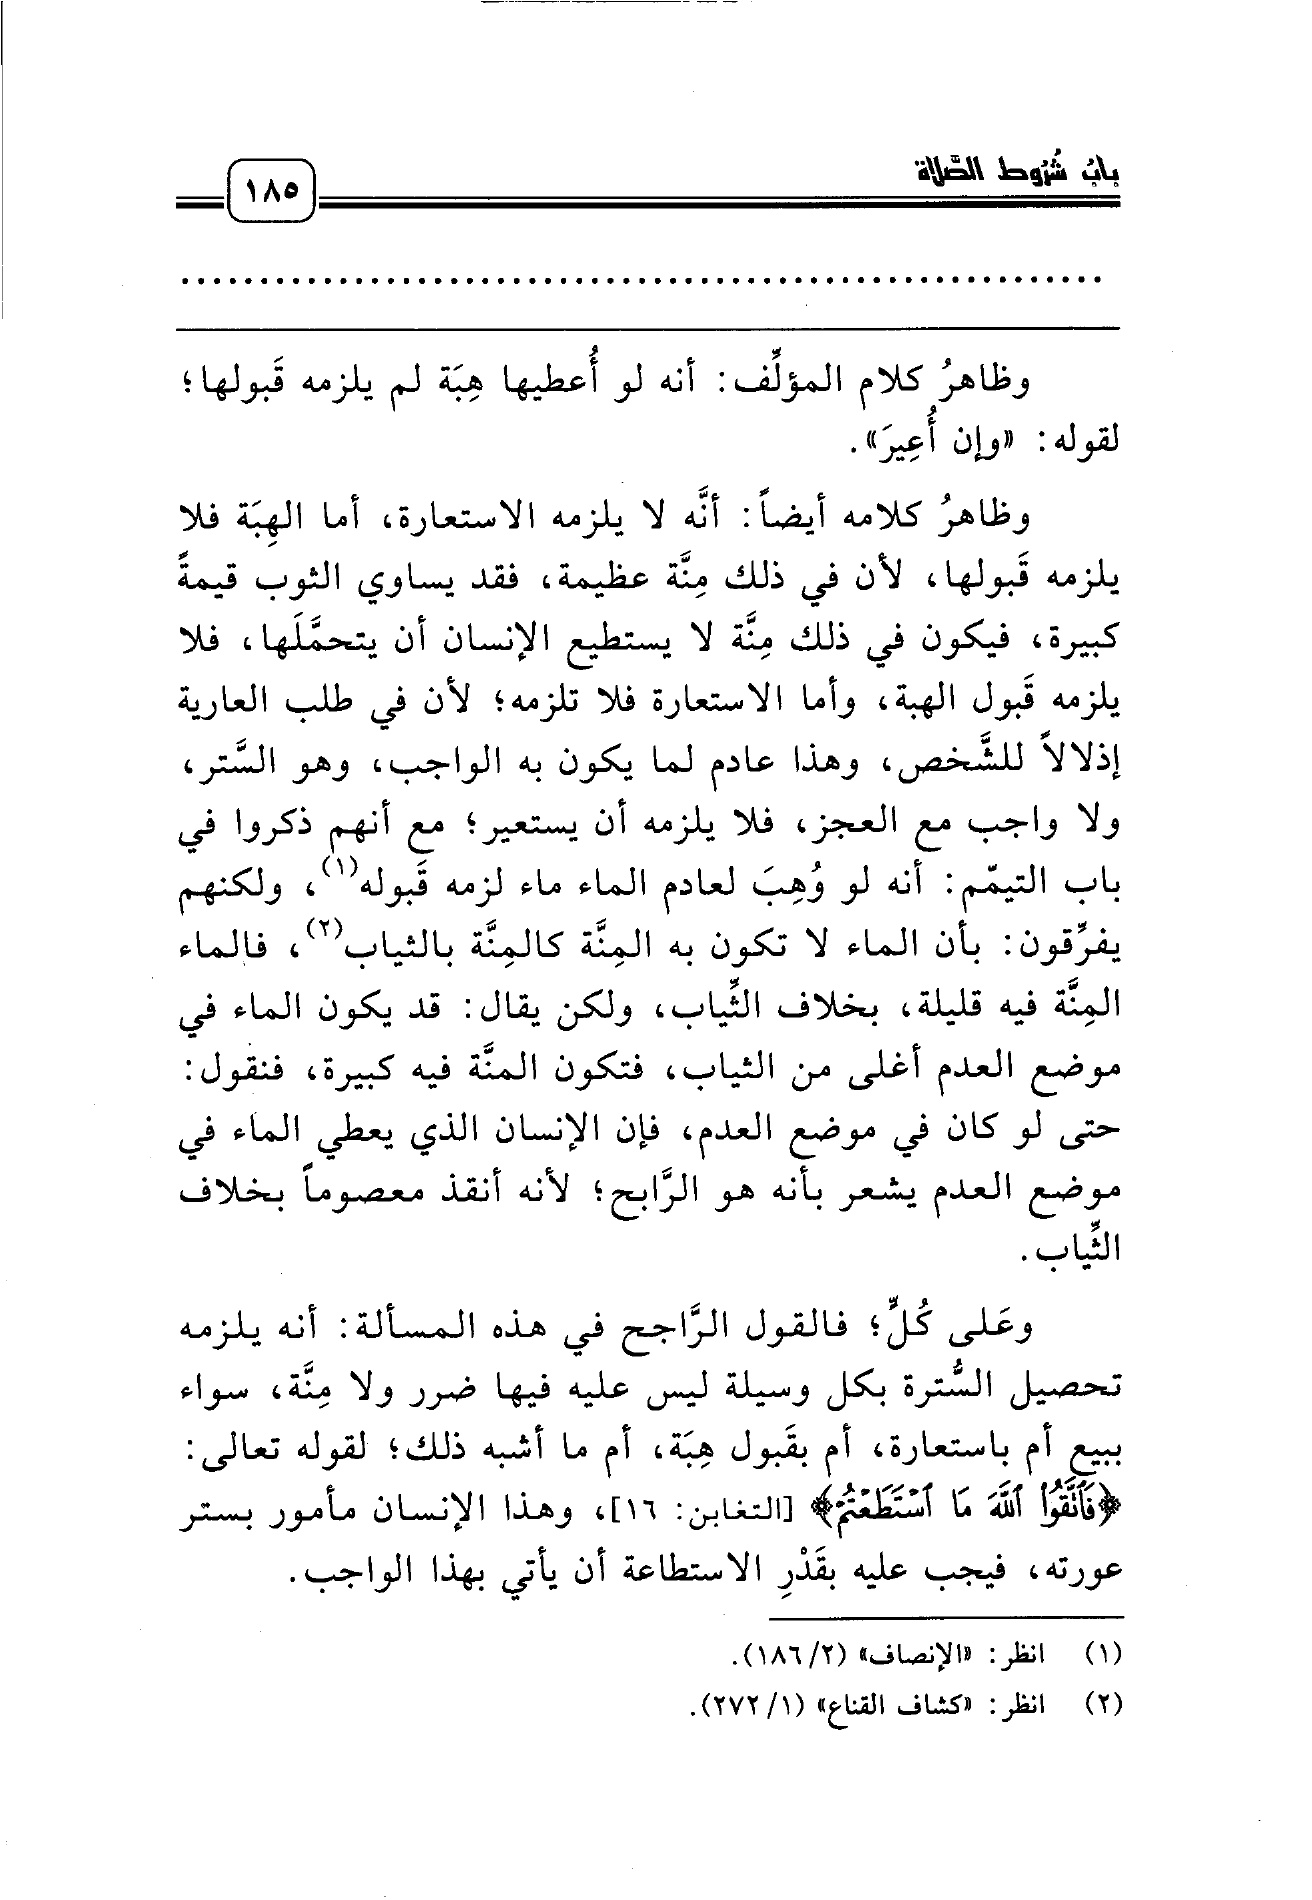 بابُ شُرُوط الصَّلاة
١٨٥
وظاهرُ كلام المؤلِّف: أنه لو أُعطيها هِبَة لم يلزمه قَبولها؛
لقوله: «وإن أُعِيرَ».
وظاهرُ كلامه أيضاً: أنَّه لا يلزمه الاستعارة، أما الهِبَة فلا
يلزمه قَبولها، لأن في ذلك مِنَّة عظيمة، فقد يساوي الثوب قيمةً
كبيرة، فيكون في ذلك مِنَّة لا يستطيع الإنسان أن يتحمَّلَها، فلا
يلزمه قَبول الهبة، وأما الاستعارة فلا تلزمه؛ لأن في طلب العارية
إذلالاً للشَّخص، وهذا عادم لما يكون به الواجب، وهو السَّتر،
ولا واجب مع العجز، فلا يلزمه أن يستعير؛ مع أنهم ذكروا في
باب التيمّم: أنه لو وُهِبَ لعادم الماء ماء لزمه قَبوله(١)، ولكنهم
يفرِّقون: بأن الماء لا تكون به المِنَّة كالمِنَّة بالثياب(٢)، فالماء
المِنَّة فيه قليلة، بخلاف الثِّياب، ولكن يقال: قد يكون الماء في
موضع العدم أغلى من الثياب، فتكون المنَّة فيه كبيرة، فنقول:
حتى لو كان في موضع العدم، فإن الإنسان الذي يعطي الماء في
موضع العدم يشعر بأنه هو الرَّابح؛ لأنه أنقذ معصوماً بخلاف
الثِّياب.
وعَلى كُلٍّ؛ فالقول الرَّاجح في هذه المسألة: أنه يلزمه
تحصيل السُّترة بكل وسيلة ليس عليه فيها ضرر ولا مِنَّة، سواء
ببيع أم باستعارة، أم بقَبول هِبَة، أم ما أشبه ذلك؛ لقوله تعالى:
﴿فَٱتَّقُوا۟ ٱللَّهَ مَا ٱسْتَطَعْتُمْ﴾ [التغابن: ١٦]، وهذا الإنسان مأمور بستر
عورته، فيجب عليه بقَدْرِ الاستطاعة أن يأتي بهذا الواجب.
(١) انظر: «الإنصاف» (٢/ ١٨٦).
(٢) انظر: «كشاف القناع» (١/ ٢٧٢).